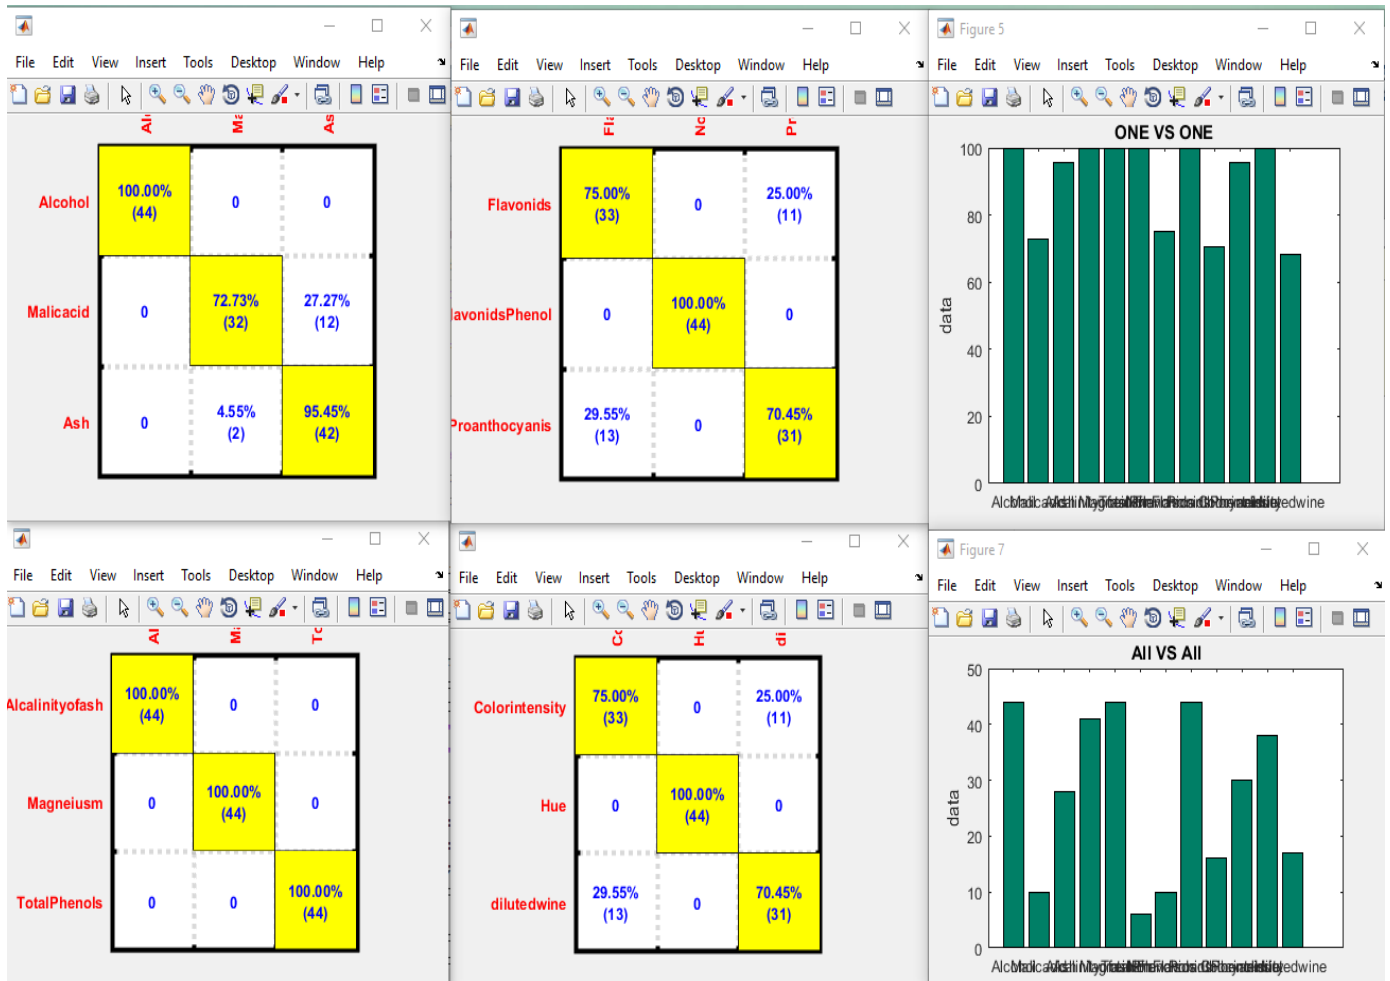 File Edit View Insert Tools Desktop Window Help
Alcohol 100.00% 0 0
(44)
Malicacid 0 72.73% 27.27%
(32) (12)
Ash 0 4.55% 95.45%
(2) (42)
File Edit View Insert Tools Desktop Window Help
Flavonids 75.00% 0 25.00%
(33) (11)
lavonidsPhenol 0 100.00% 0
(44)
Proanthocyanis 29.55% 0 70.45%
(13) (31)
Figure 5
File Edit View Insert Tools Desktop Window Help
ONE VS ONE
100
80
60
40
20
0
data
File Edit View Insert Tools Desktop Window Help
Alcalinityofash 100.00% 0 0
(44)
Magneiusm 0 100.00% 0
(44)
TotalPhenols 0 0 100.00%
(44)
File Edit View Insert Tools Desktop Window Help
Colorintensity 75.00% 0 25.00%
(33) (11)
Hue 0 100.00% 0
(44)
dilutedwine 29.55% 0 70.45%
(13) (31)
Figure 7
File Edit View Insert Tools Desktop Window Help
All VS All
50
40
30
20
10
0
data